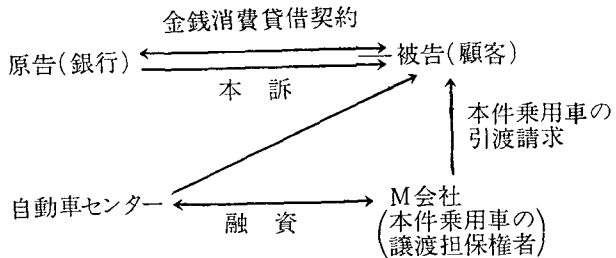 金銭消費貸借契約
原告(銀行)
被告(顧客)
本訴
本件乗用車の
引渡請求
自動車センター
融資
M会社
(本件乗用車の
譲渡担保権者)